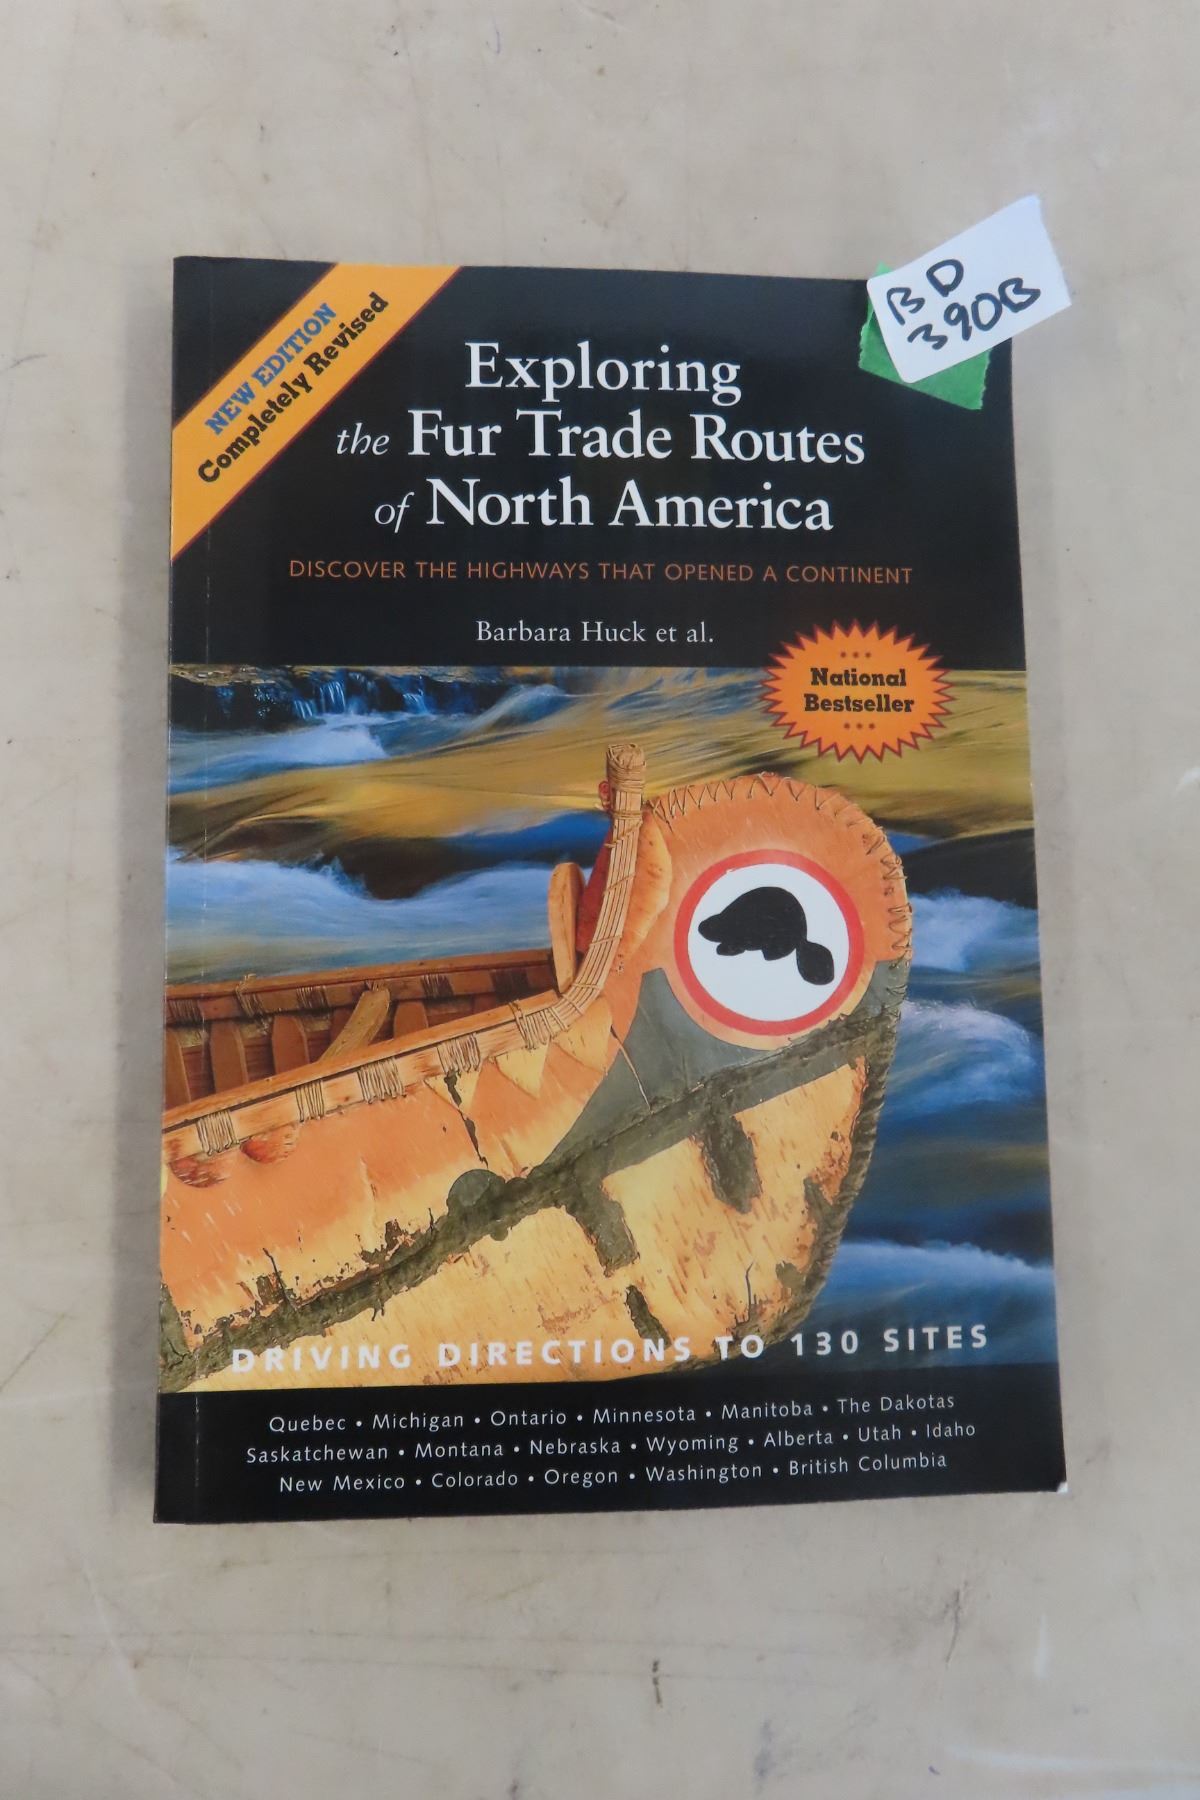 BD
390B
NEW EDITION
Completely Revised
Exploring
the Fur Trade Routes
of North America
DISCOVER THE HIGHWAYS THAT OPENED A CONTINENT
Barbara Huck et al.
National
Bestseller
DRIVING DIRECTIONS TO 130 SITES
Quebec • Michigan • Ontario • Minnesota • Manitoba • The Dakotas
Saskatchewan • Montana • Nebraska • Wyoming • Alberta • Utah • Idaho
New Mexico • Colorado • Oregon • Washington • British Columbia